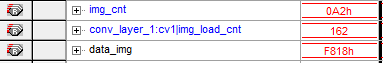 img_cnt 0A2h
conv_layer_1:cv1|img_load_cnt 162
data_img F818h